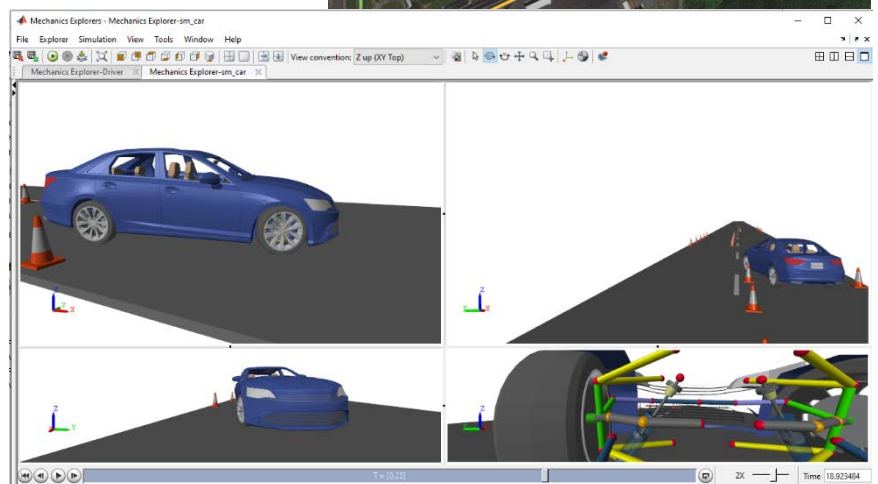 Mechanics Explorers - Mechanics Explorer-sm_car
File Explorer Simulation View Tools Window Help
View convention: Z up (XY Top)
Mechanics Explorer-Driver Mechanics Explorer-sm_car
Z
Y
X
Z
Y
X
Z
Y
Z
Y
T = [0,25]
2X
Time 18.923484